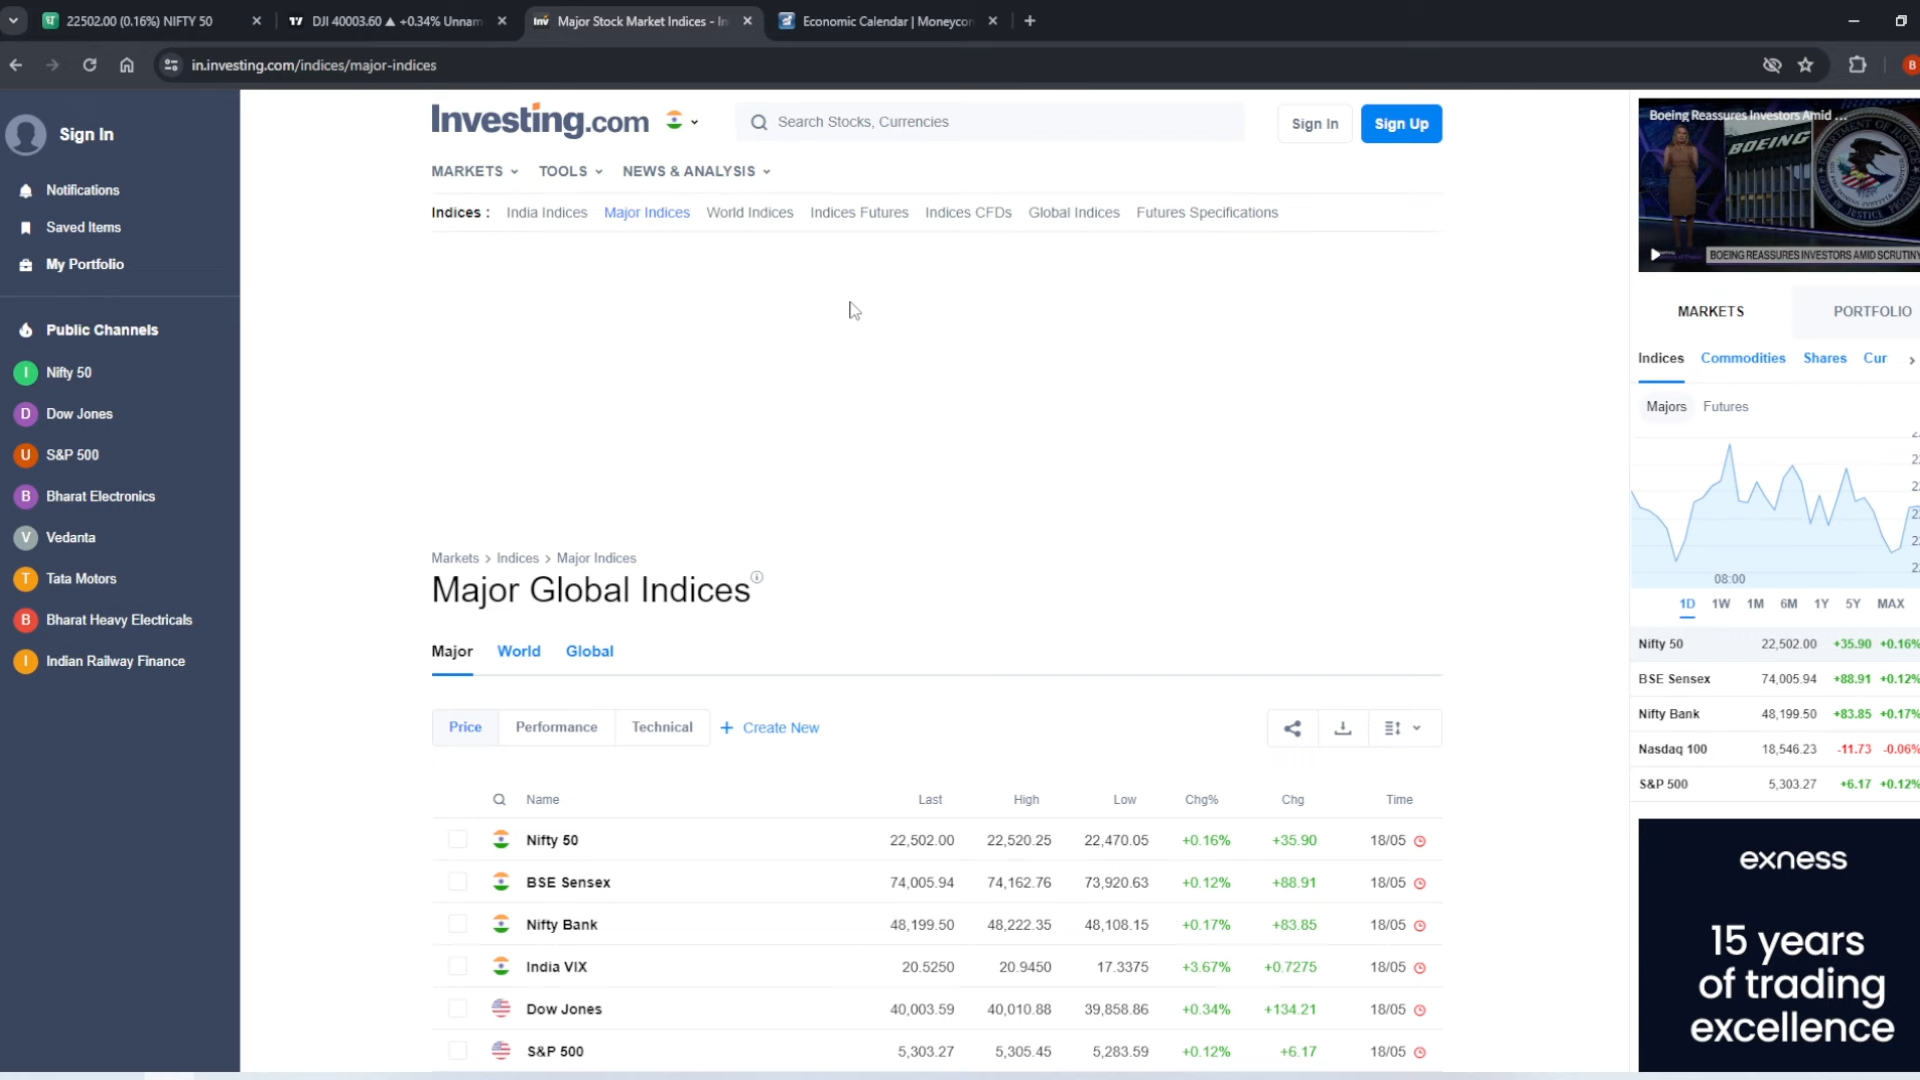 22502.00 (0.16%) NIFTY 50
DJI 40003.60 ▲ +0.34% Unnam
Major Stock Market Indices - In
Economic Calendar | Moneycon
in.investing.com/indices/major-indices
B
Sign In
Notifications
Saved Items
My Portfolio
Public Channels
I Nifty 50
D Dow Jones
U S&P 500
B Bharat Electronics
V Vedanta
T Tata Motors
B Bharat Heavy Electricals
I Indian Railway Finance
Investing.com
Search Stocks, Currencies
Sign In
Sign Up
MARKETS TOOLS NEWS & ANALYSIS
Indices : India Indices Major Indices World Indices Indices Futures Indices CFDs Global Indices Futures Specifications
Markets > Indices > Major Indices
Major Global Indices
Major World Global
Price Performance Technical + Create New
Name Last High Low Chg% Chg Time
Nifty 50 22,502.00 22,520.25 22,470.05 +0.16% +35.90 18/05
BSE Sensex 74,005.94 74,162.76 73,920.63 +0.12% +88.91 18/05
Nifty Bank 48,199.50 48,222.35 48,108.15 +0.17% +83.85 18/05
India VIX 20.5250 20.9450 17.3375 +3.67% +0.7275 18/05
Dow Jones 40,003.59 40,010.88 39,858.86 +0.34% +134.21 18/05
S&P 500 5,303.27 5,305.45 5,283.59 +0.12% +6.17 18/05
Boeing Reassures Investors Amid ...
BOEING
BOEING REASSURES INVESTORS AMID SCRUTINY
MARKETS PORTFOLIO
Indices Commodities Shares Cur
Majors Futures
08:00
1D 1W 1M 6M 1Y 5Y MAX
Nifty 50 22,502.00 +35.90 +0.16%
BSE Sensex 74,005.94 +88.91 +0.12%
Nifty Bank 48,199.50 +83.85 +0.17%
Nasdaq 100 18,546.23 -11.73 -0.06%
S&P 500 5,303.27 +6.17 +0.12%
exness
15 years
of trading
excellence